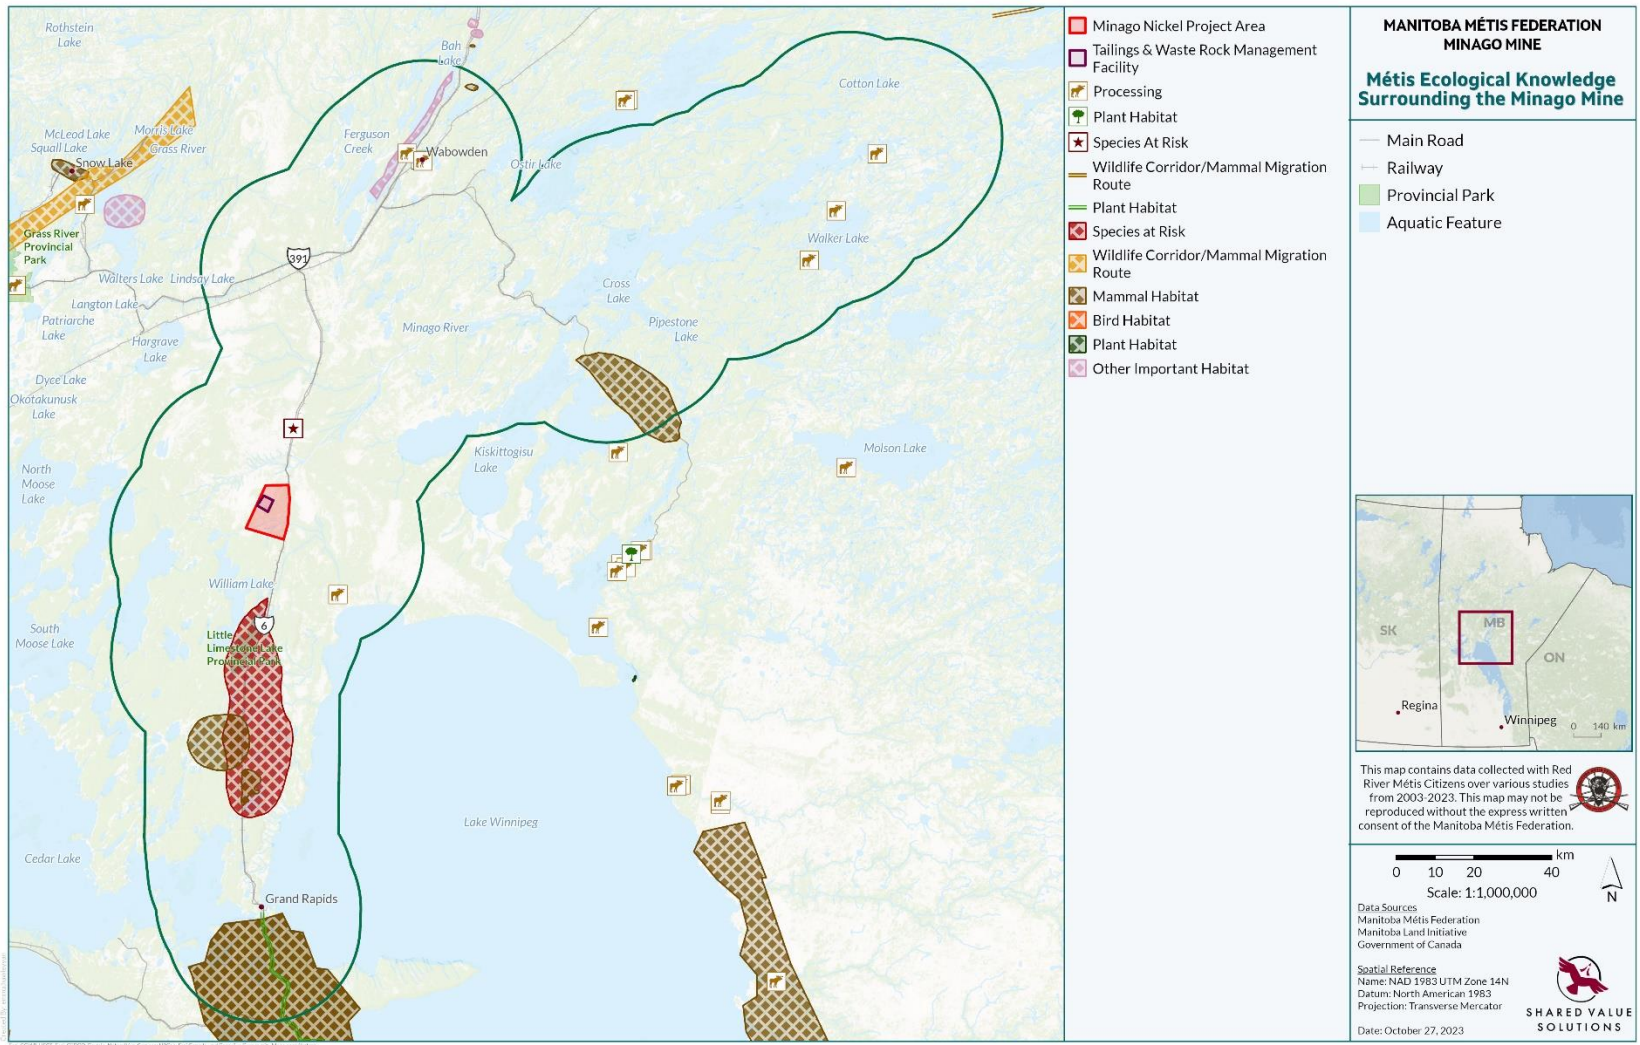 Rothstein
Lake
Bah
Lake
Cotton Lake
McLeod Lake
Squall Lake
Morris Lake
Grass River
Snow Lake
Ferguson
Creek
Wabowden
Ostir Lake
Grass River
Provincial
Park
Walker Lake
391
Walters Lake
Lindsay Lake
Langton Lake
Patriarche
Lake
Hargrave
Lake
Cross
Lake
Pipestone
Lake
Minago River
Dyce Lake
Okotakunusk
Lake
North
Moose
Lake
Kiskittogisu
Lake
Molson Lake
William Lake
6
South
Moose Lake
Little
Limestone Lake
Provincial Park
Lake Winnipeg
Cedar Lake
Grand Rapids
Minago Nickel Project Area
Tailings & Waste Rock Management
Facility
Processing
Plant Habitat
Species At Risk
Wildlife Corridor/Mammal Migration
Route
Plant Habitat
Species at Risk
Wildlife Corridor/Mammal Migration
Route
Mammal Habitat
Bird Habitat
Plant Habitat
Other Important Habitat
MANITOBA MÉTIS FEDERATION
MINAGO MINE
Métis Ecological Knowledge
Surrounding the Minago Mine
Main Road
Railway
Provincial Park
Aquatic Feature
SK
MB
ON
Regina
Winnipeg
0 140 km
This map contains data collected with Red
River Métis Citizens over various studies
from 2003-2023. This map may not be
reproduced without the express written
consent of the Manitoba Métis Federation.
km
0 10 20 40
Scale: 1:1,000,000
N
Data Sources
Manitoba Métis Federation
Manitoba Land Initiative
Government of Canada
Spatial Reference
Name: NAD 1983 UTM Zone 14N
Datum: North American 1983
Projection: Transverse Mercator
Date: October 27, 2023
SHARED VALUE
SOLUTIONS